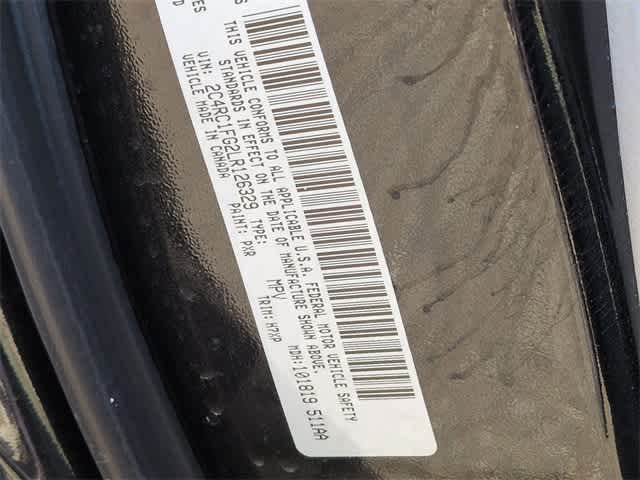 THIS VEHICLE CONFORMS TO ALL APPLICABLE U.S.A. FEDERAL MOTOR VEHICLE SAFETY
STANDARDS IN EFFECT ON THE DATE OF MANUFACTURE SHOWN ABOVE.
VIN: 2C4RC1FG2LR126329 TYPE: MPV MDH:101819 511AA
VEHICLE MADE IN CANADA PAINT: PXR TRIM: H7XP